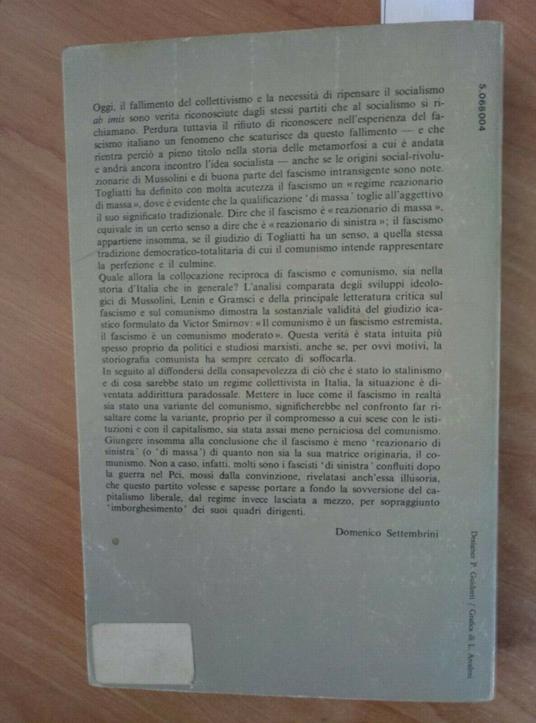 Oggi, il fallimento del collettivismo e la necessità di ripensare il socialismo
ab imis sono verità riconosciute dagli stessi partiti che al socialismo si ri-
chiamano. Perdura tuttavia il rifiuto di riconoscere nell'esperienza del fa-
scismo italiano un fenomeno che scaturisce da questo fallimento — e che
rientra perciò a pieno titolo nella storia delle metamorfosi a cui è andata
e andrà ancora incontro l'idea socialista — anche se le origini social-rivolu-
zionarie di Mussolini e di buona parte del fascismo intransigente sono note.
Togliatti ha definito con molta acutezza il fascismo un «regime reazionario
di massa», dove è evidente che la qualificazione 'di massa' toglie all'aggettivo
il suo significato tradizionale. Dire che il fascismo è «reazionario di massa»,
equivale in un certo senso a dire che è «reazionario di sinistra»; il fascismo
appartiene insomma, se il giudizio di Togliatti ha un senso, a quella stessa
tradizione democratico-totalitaria di cui il comunismo intende rappresentare
la perfezione e il culmine.
Quale allora la collocazione reciproca di fascismo e comunismo, sia nella
storia d'Italia che in generale? L'analisi comparata degli sviluppi ideolo-
gici di Mussolini, Lenin e Gramsci e della principale letteratura critica sul
fascismo e sul comunismo dimostra la sostanziale validità del giudizio ica-
stico formulato da Victor Smirnov: «Il comunismo è un fascismo estremista,
il fascismo è un comunismo moderato». Questa verità è stata intuita più
spesso proprio da politici e studiosi marxisti, anche se, per ovvi motivi, la
storiografia comunista ha sempre cercato di soffocarla.
In seguito al diffondersi della consapevolezza di ciò che è stato lo stalinismo
e di cosa sarebbe stato un regime collettivista in Italia, la situazione è di-
ventata addirittura paradossale. Mettere in luce come il fascismo in realtà
sia stato una variante del comunismo, significherebbe nel confronto far ri-
saltare come la variante, proprio per il compromesso a cui scese con le isti-
tuzioni e con il capitalismo, sia stata assai meno perniciosa del comunismo.
Giungere insomma alla conclusione che il fascismo è meno 'reazionario di
sinistra' (o 'di massa') di quanto non sia la sua matrice originaria, il co-
munismo. Non a caso, infatti, molti sono i fascisti 'di sinistra' confluiti dopo
la guerra nel Pci, mossi dalla convinzione, rivelatasi anch'essa illusoria,
che questo partito volesse e sapesse portare a fondo la sovversione del ca-
pitalismo liberale, dal regime invece lasciata a mezzo, per sopraggiunto
'imborghesimento' dei suoi quadri dirigenti.
Domenico Settembrini
5.068004
Designer P. Guidotti / Grafica di L. Anselmi